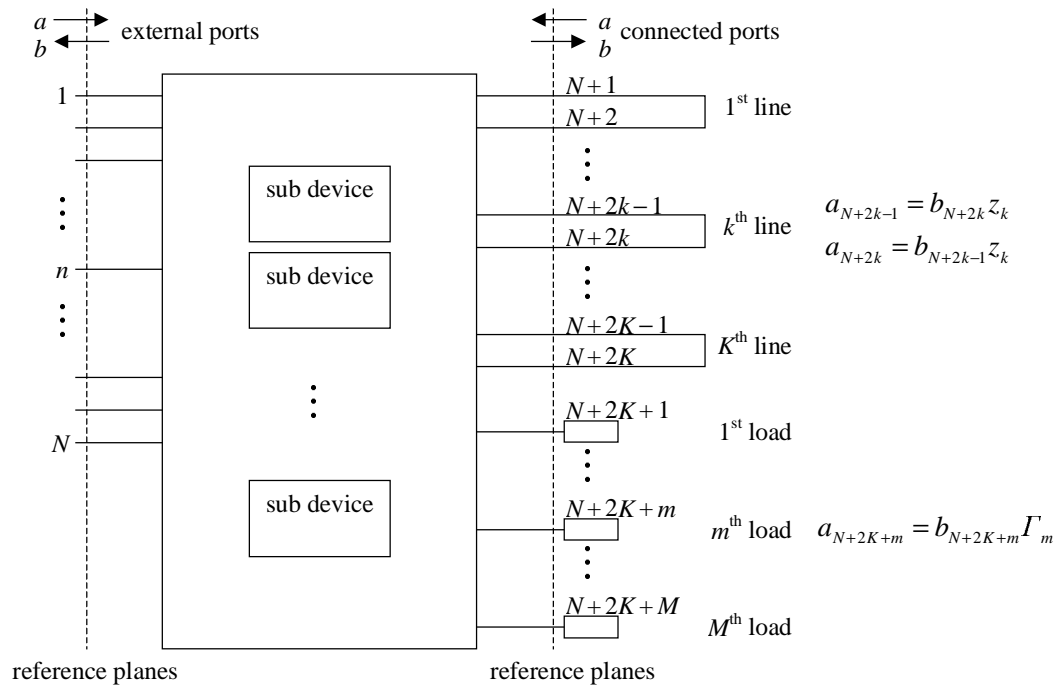 a
b
external ports
a
b
connected ports
1
n
N
sub device
sub device
sub device
N+1
N+2
1st line
N+2k−1
N+2k
kth line
a_{N+2k−1} = b_{N+2k} z_k
a_{N+2k} = b_{N+2k−1} z_k
N+2K−1
N+2K
Kth line
N+2K+1
1st load
N+2K+m
mth load
a_{N+2K+m} = b_{N+2K+m} Γ_m
N+2K+M
Mth load
reference planes
reference planes